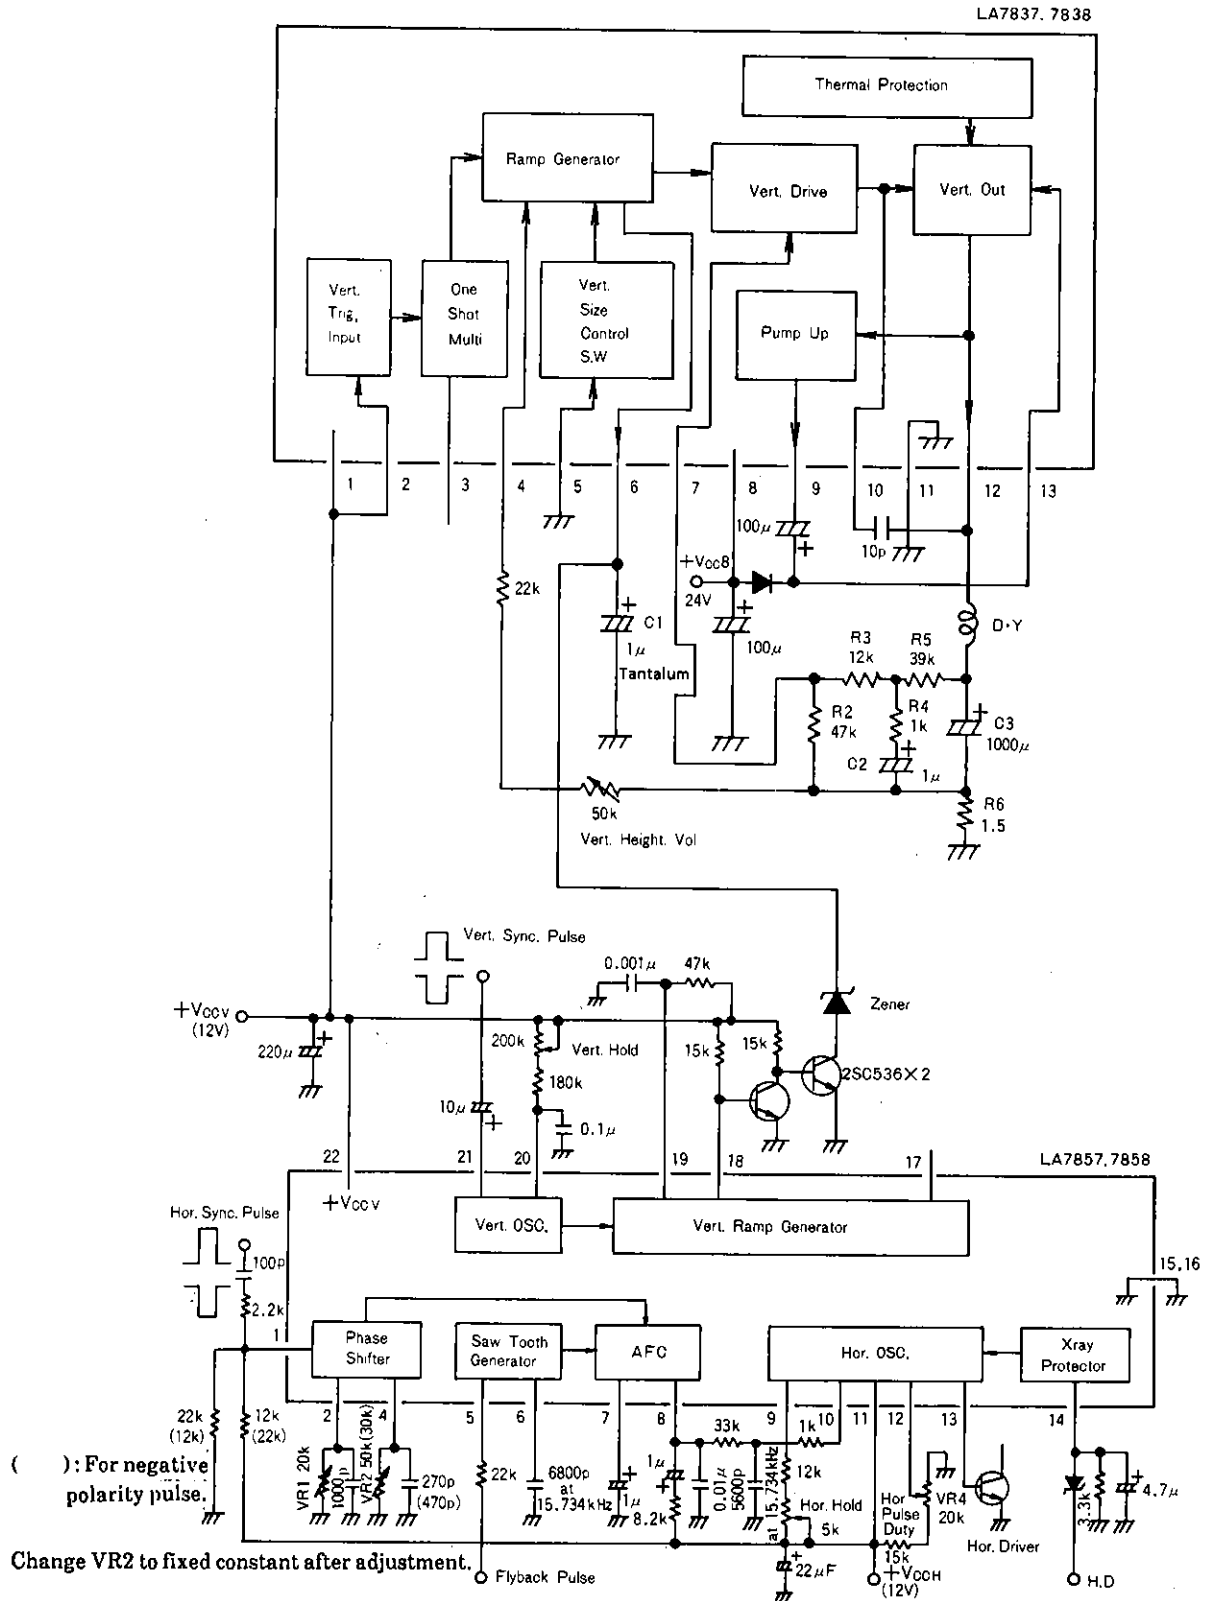 LA7837. 7838
Thermal Protection
Ramp Generator
Vert. Drive
Vert. Out
Vert.
Trig.
Input
One
Shot
Multi
Vert.
Size
Control
S.W
Pump Up
1
2
3
4
5
6
7
8
9
10
11
12
13
100μ
10p
+VCC8
24V
22k
C1
1μ
Tantalum
100μ
D·Y
R3
12k
R5
39k
R2
47k
R4
1k
C2
1μ
C3
1000μ
R6
1.5
50k
Vert. Height. Vol
Vert. Sync. Pulse
0.001μ
47k
Zener
+VCCV
(12V)
220μ
200k
Vert. Hold
180k
10μ
0.1μ
15k
15k
2SC536×2
22
21
20
19
18
17
LA7857,7858
+VCCV
Vert. OSC.
Vert. Ramp Generator
Hor. Sync. Pulse
100p
2.2k
15,16
1
Phase
Shifter
Saw Tooth
Generator
AFC
Hor. OSC.
Xray
Protector
2
4
5
6
7
8
9
10
11
12
13
14
22k
(12k)
12k
(22k)
VR1 20k
1000p
VR2 50k(30k)
270p
(470p)
22k
6800p
at
15.734kHz
1μ
1μ
8.2k
0.01μ
33k
5600p
at 15.734kHz
1k
12k
Hor. Hold
5k
22μF
Hor
Pulse
Duty
15k
VR4
20k
Hor. Driver
3.3k
4.7μ
( ): For negative
polarity pulse.
Change VR2 to fixed constant after adjustment.
Flyback Pulse
+VCCH
(12V)
H.D